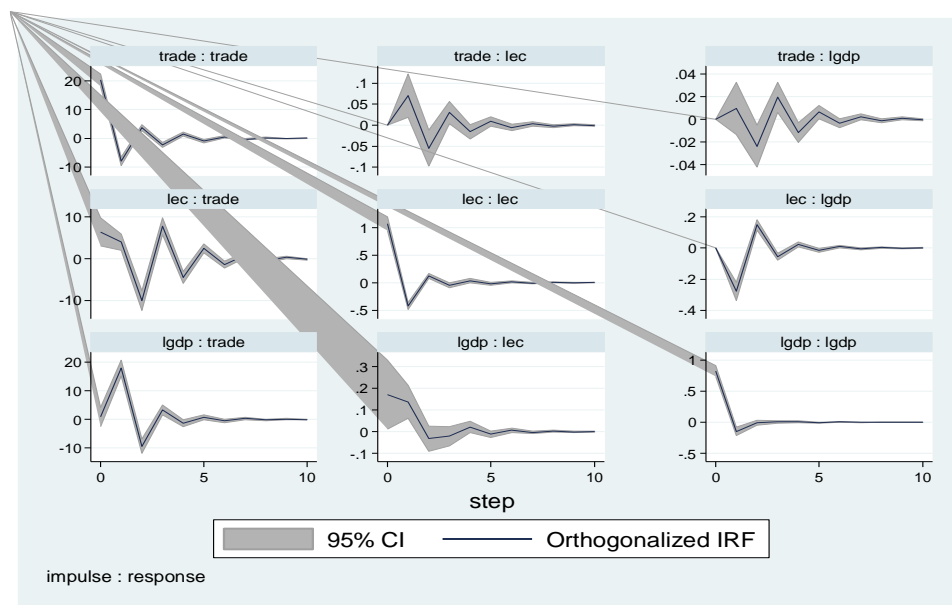 trade : trade
trade : lec
trade : lgdp
20
10
0
-10
.1
.05
0
-.05
-.1
.04
.02
0
-.02
-.04
lec : trade
lec : lec
lec : lgdp
10
0
-10
1
.5
0
-.5
.2
0
-.2
-.4
lgdp : trade
lgdp : lec
lgdp : lgdp
20
10
0
-10
.3
.2
.1
0
-.1
1
.5
0
-.5
0 5 10
0 5 10
0 5 10
step
95% CI
Orthogonalized IRF
impulse : response